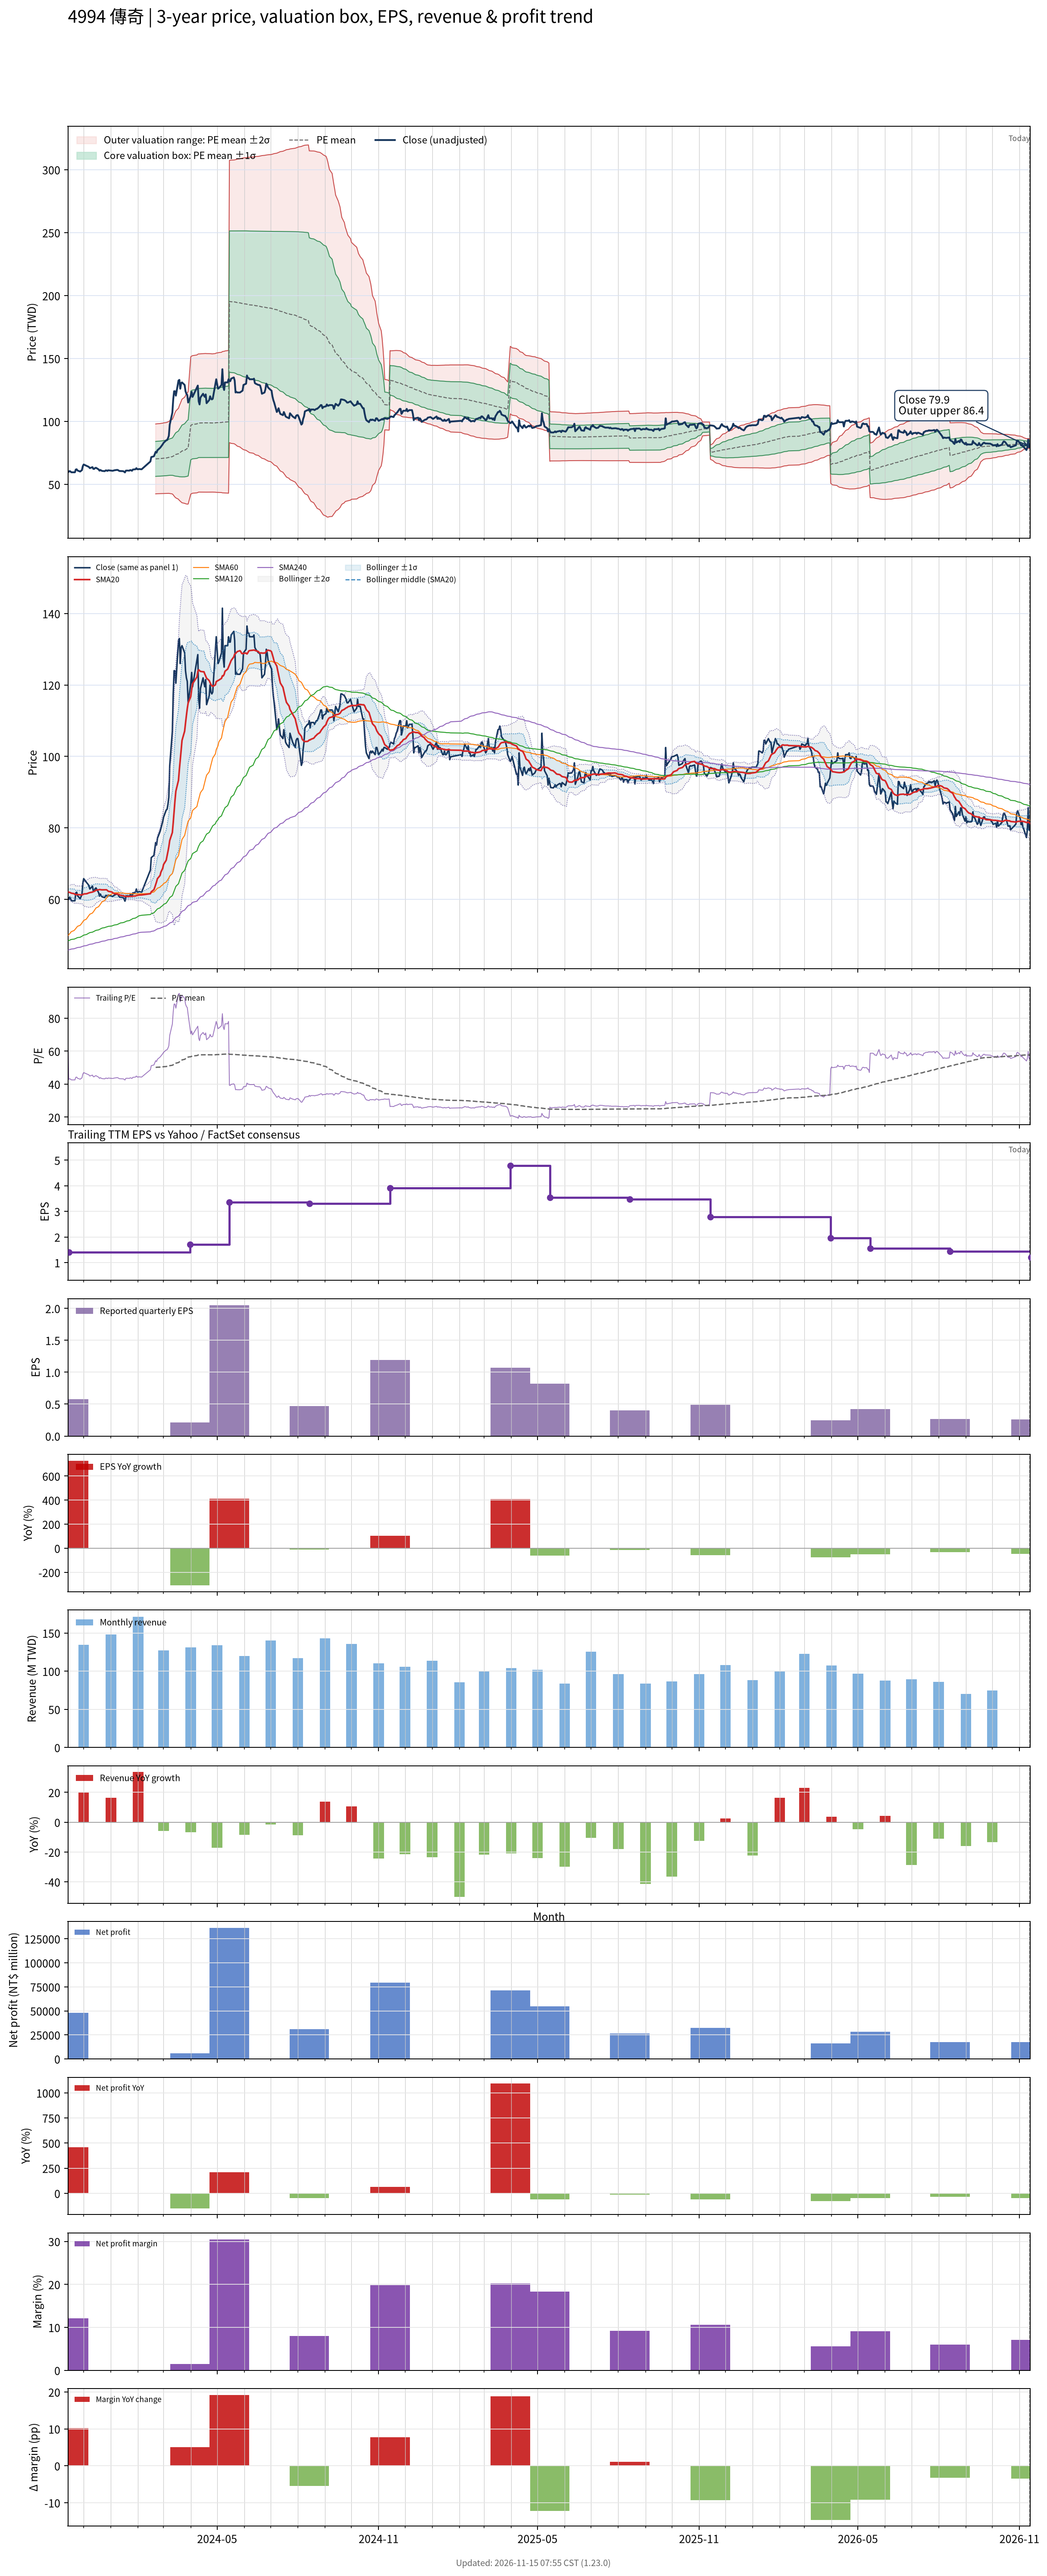 4994 傳奇 | 3-year price, valuation box, EPS, revenue & profit trend
Outer valuation range: PE mean ±2σ
PE mean
Close (unadjusted)
Core valuation box: PE mean ±1σ
Today
300
250
200
150
100
50
Price (TWD)
Close 79.9
Outer upper 86.4
Close (same as panel 1)
SMA20
SMA60
SMA120
SMA240
Bollinger ±2σ
Bollinger ±1σ
Bollinger middle (SMA20)
140
120
100
80
60
Price
Trailing P/E
P/E mean
80
60
40
20
P/E
Trailing TTM EPS vs Yahoo / FactSet consensus
Today
5
4
3
2
1
EPS
Reported quarterly EPS
2.0
1.5
1.0
0.5
0.0
EPS
EPS YoY growth
600
400
200
0
-200
YoY (%)
Monthly revenue
150
100
50
0
Revenue (M TWD)
Revenue YoY growth
20
0
-20
-40
YoY (%)
Month
Net profit
125000
100000
75000
50000
25000
0
Net profit (NT$ million)
Net profit YoY
1000
750
500
250
0
YoY (%)
Net profit margin
30
20
10
0
Margin (%)
Margin YoY change
20
10
0
-10
Δ margin (pp)
2024-05
2024-11
2025-05
2025-11
2026-05
2026-11
Updated: 2026-11-15 07:55 CST (1.23.0)